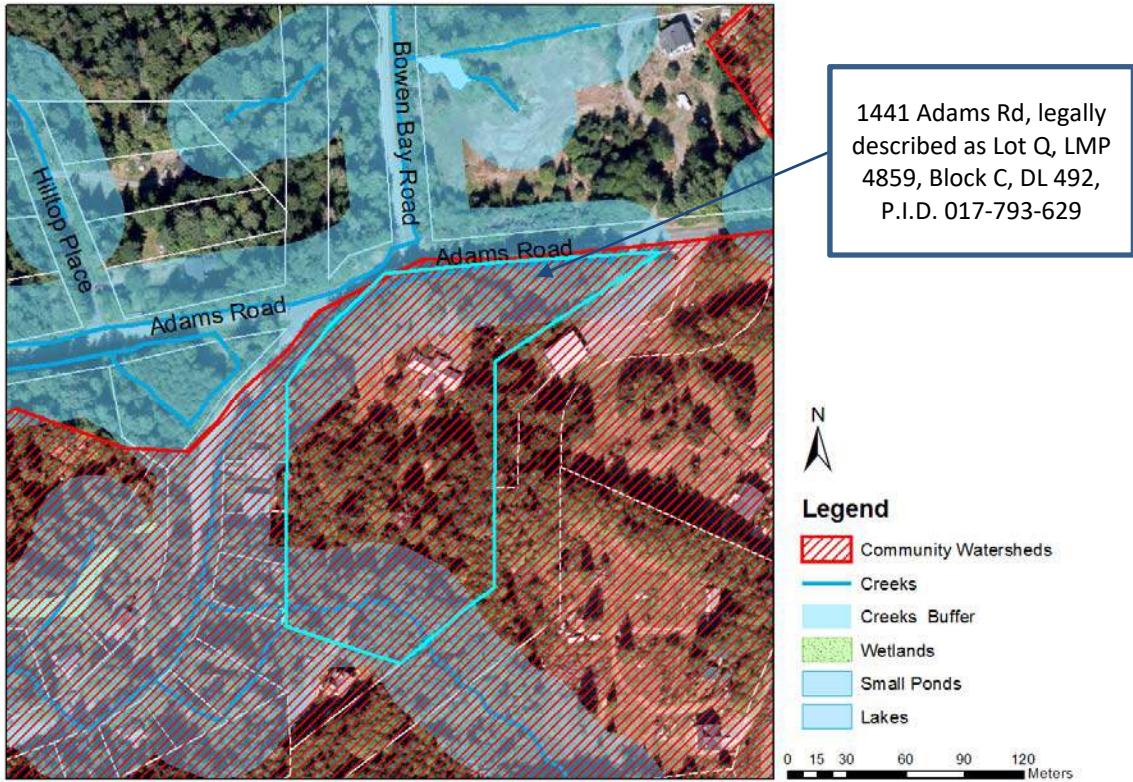 Bowen Bay Road
Hilltop Place
Adams Road
Adams Road
1441 Adams Rd, legally
described as Lot Q, LMP
4859, Block C, DL 492,
P.I.D. 017-793-629
N
Legend
Community Watersheds
Creeks
Creeks Buffer
Wetlands
Small Ponds
Lakes
0 15 30 60 90 120
Meters